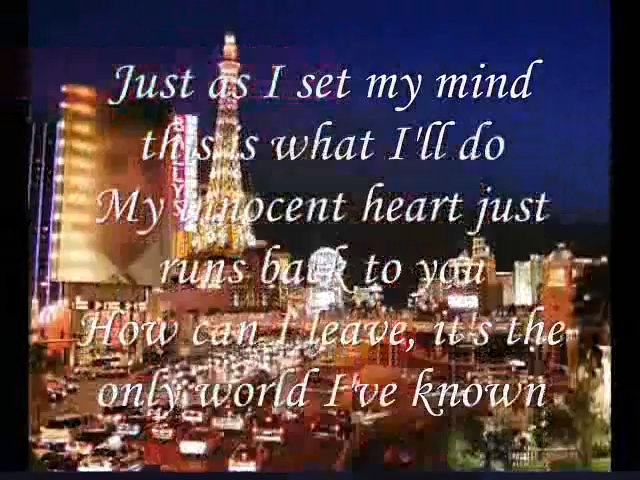 Just as I set my mind
this is what I'll do
My innocent heart just
runs back to you
How can I leave, it's the
only world I've known
BALLYS